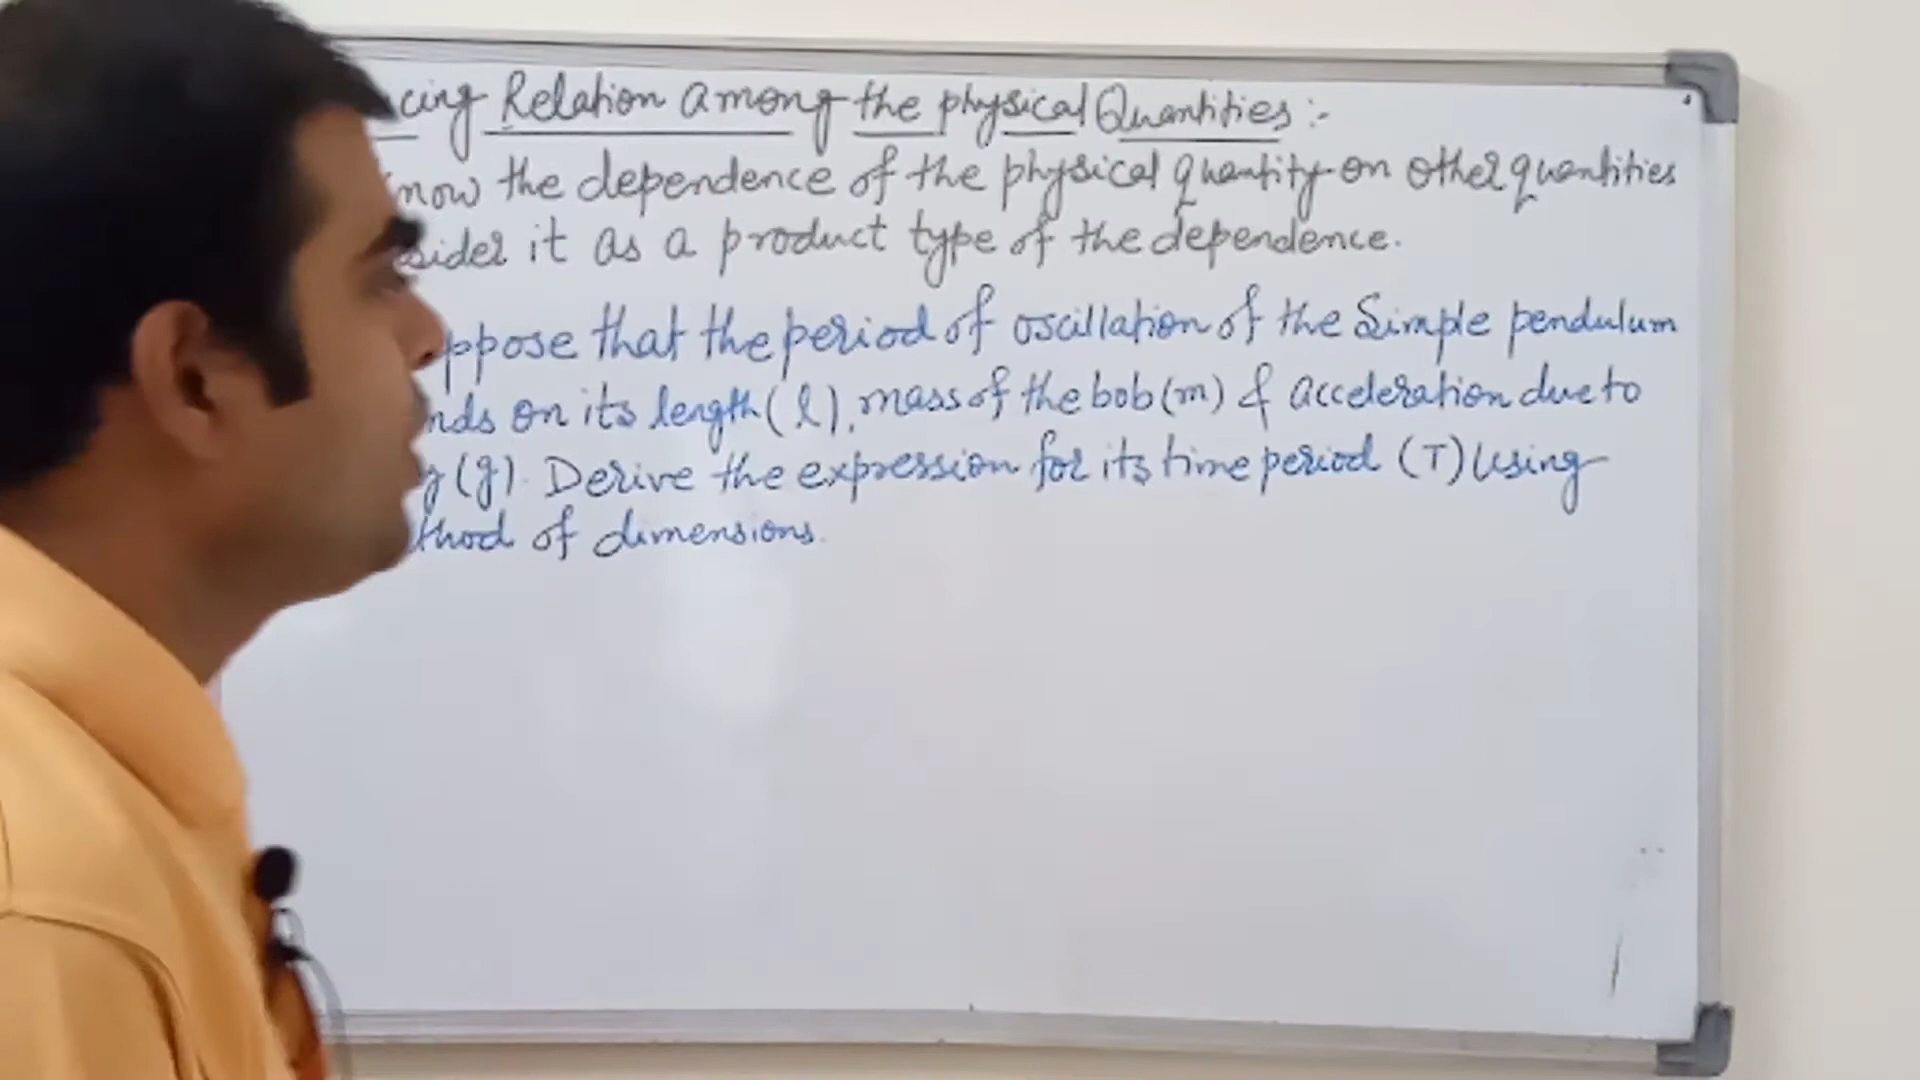 Relation among the physical Quantities :-
the dependence of the physical quantity on other quantities
it as a product type of the dependence.
that the period of oscillation of the Simple pendulum
on its length (l), mass of the bob (m) & acceleration due to
(g). Derive the expression for its time period (T) using
of dimensions.